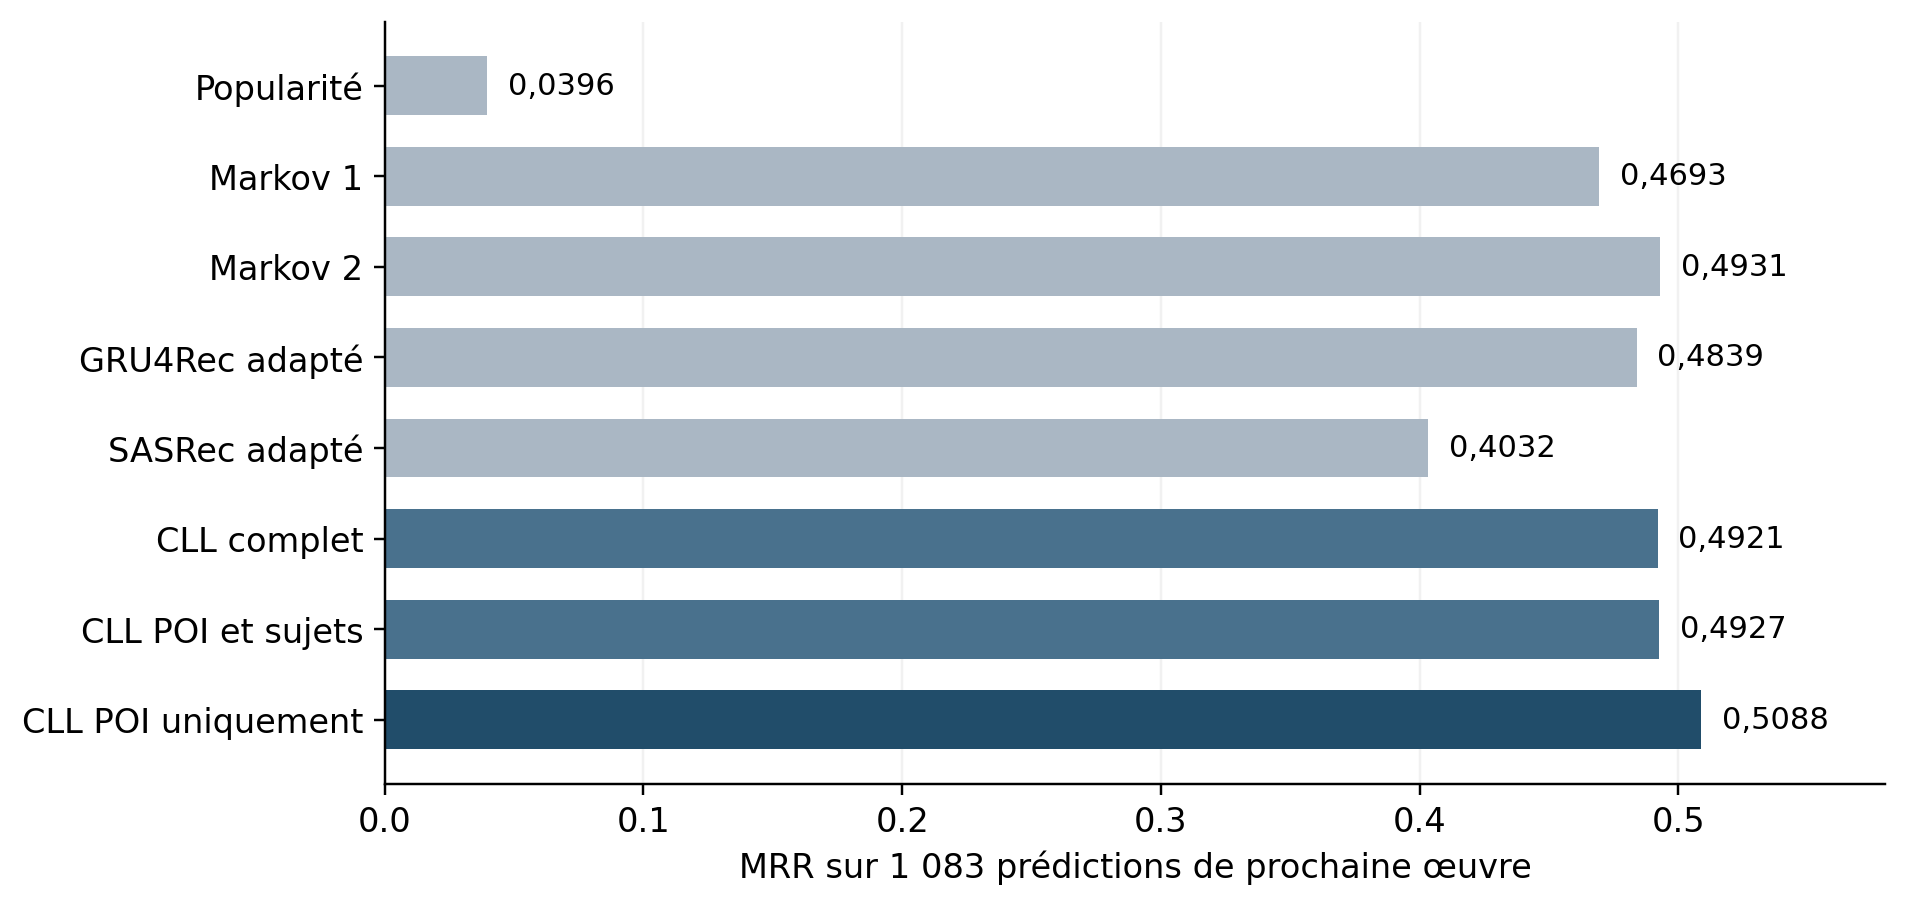 Popularité 0,0396
Markov 1 0,4693
Markov 2 0,4931
GRU4Rec adapté 0,4839
SASRec adapté 0,4032
CLL complet 0,4921
CLL POI et sujets 0,4927
CLL POI uniquement 0,5088
0.0 0.1 0.2 0.3 0.4 0.5
MRR sur 1 083 prédictions de prochaine œuvre